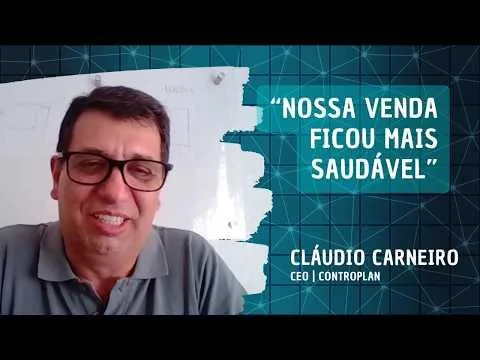 “NOSSA VENDA
FICOU MAIS
SAUDÁVEL”
CLÁUDIO CARNEIRO
CEO | CONTROPLAN